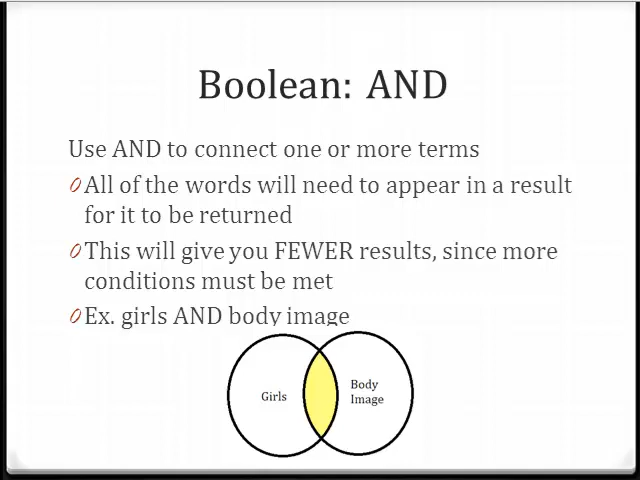 Boolean: AND
Use AND to connect one or more terms
All of the words will need to appear in a result
for it to be returned
This will give you FEWER results, since more
conditions must be met
Ex. girls AND body image
Girls
Body
Image